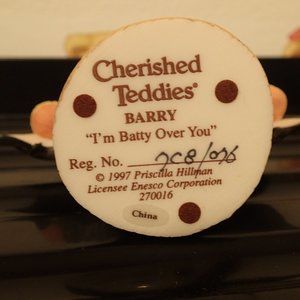 Cherished
Teddies®
BARRY
"I'm Batty Over You"
Reg. No. 7C8/076
© 1997 Priscilla Hillman
Licensee Enesco Corporation
270016
China